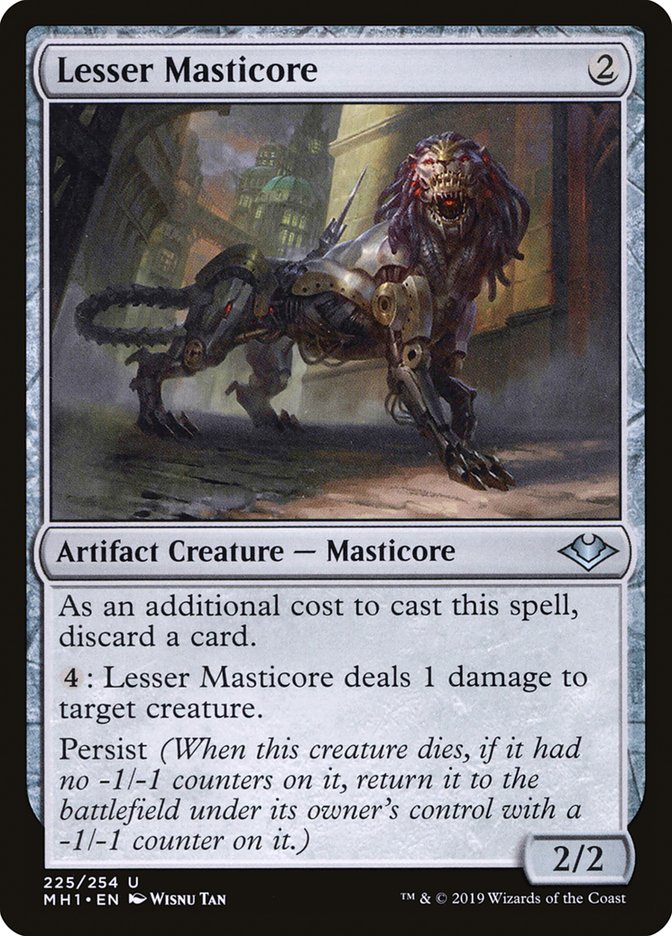 Lesser Masticore 2
Artifact Creature — Masticore
As an additional cost to cast this spell,
discard a card.
4: Lesser Masticore deals 1 damage to
target creature.
Persist (When this creature dies, if it had
no -1/-1 counters on it, return it to the
battlefield under its owner's control with a
-1/-1 counter on it.)
2/2
225/254 U
MH1 • EN Wisnu Tan
™ & © 2019 Wizards of the Coast